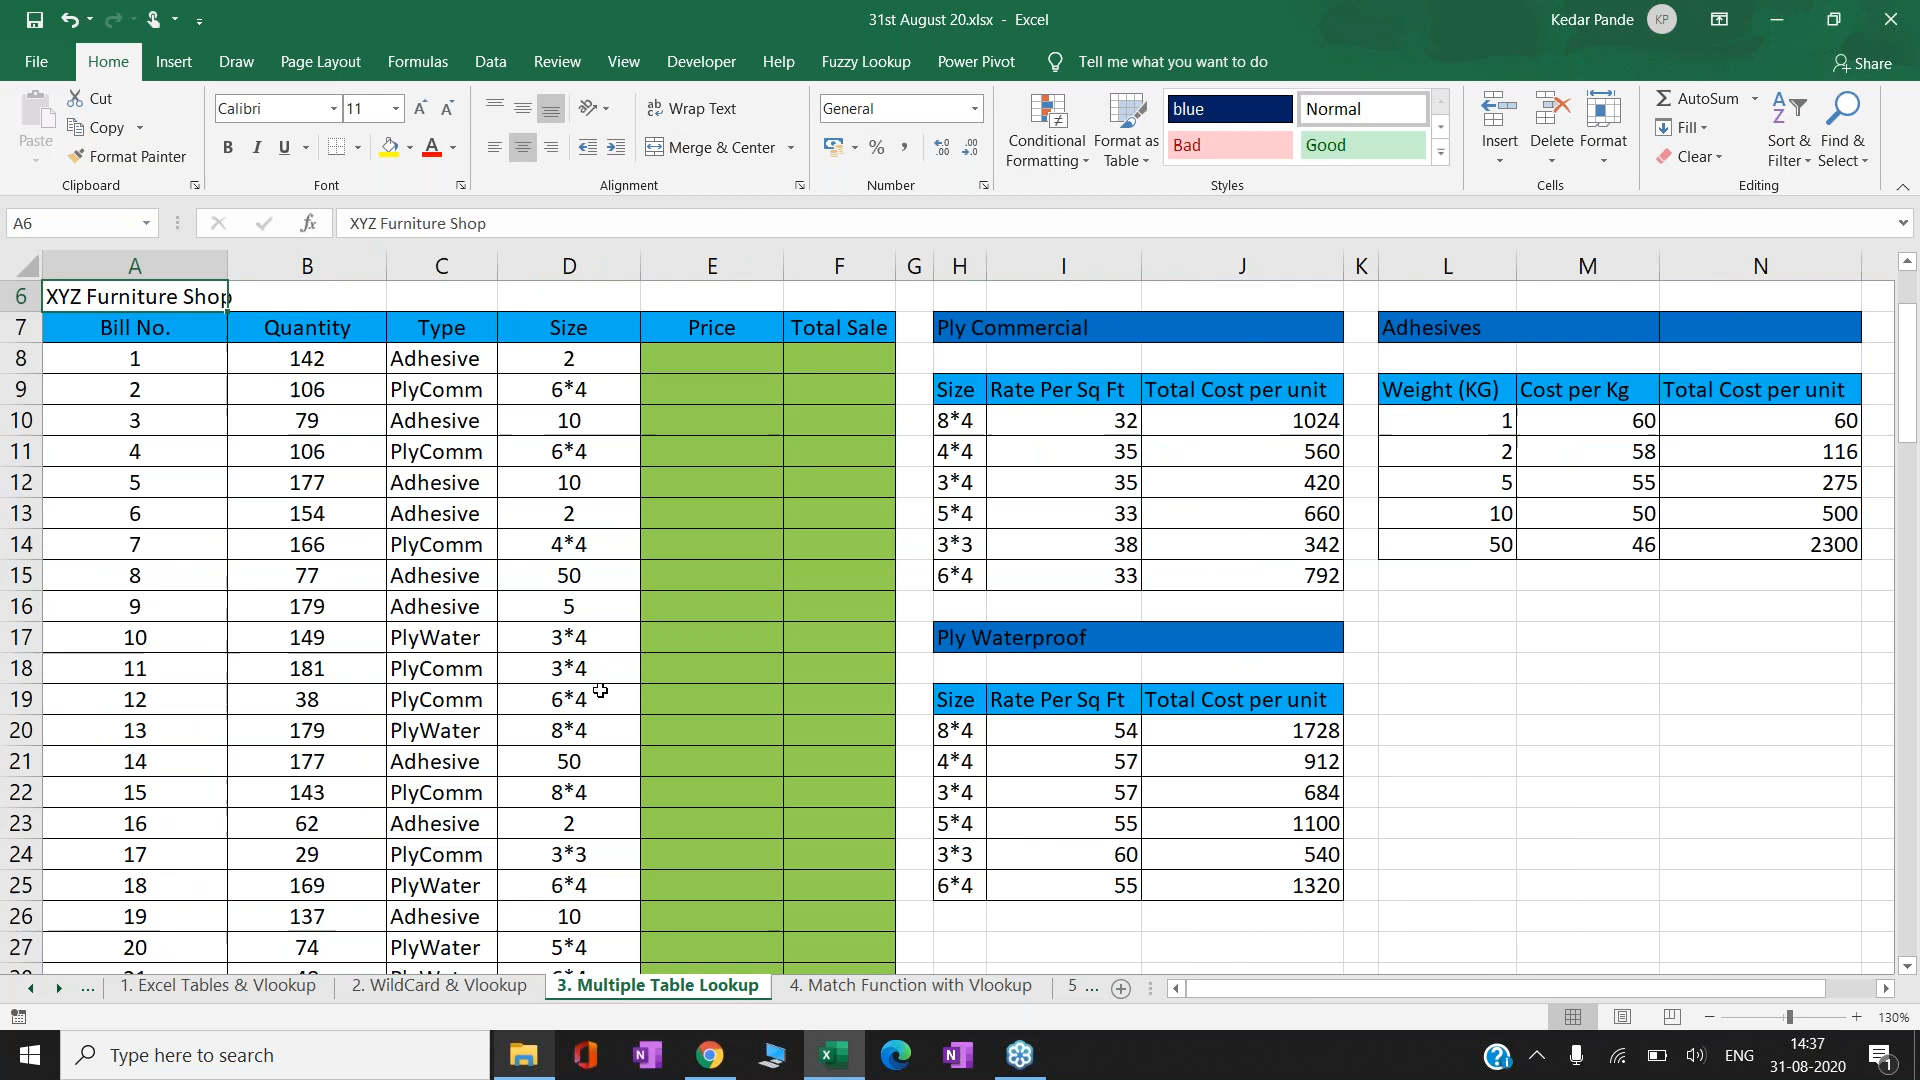 31st August 20.xlsx - Excel
Kedar Pande KP
File Home Insert Draw Page Layout Formulas Data Review View Developer Help Fuzzy Lookup Power Pivot Tell me what you want to do Share
Paste Cut Copy Format Painter
Clipboard
Calibri 11
B I U A
Font
ab Wrap Text
Merge & Center
Alignment
General
% ,
Number
Conditional Formatting
Format as Table
blue Normal
Bad Good
Styles
Insert Delete Format
Cells
AutoSum
Fill
Clear
Sort & Filter
Find & Select
Editing
A6 fx XYZ Furniture Shop
A B C D E F G H I J K L M N
6 XYZ Furniture Shop
7 Bill No. Quantity Type Size Price Total Sale Ply Commercial Adhesives
8 1 142 Adhesive 2
9 2 106 PlyComm 6*4 Size Rate Per Sq Ft Total Cost per unit Weight (KG) Cost per Kg Total Cost per unit
10 3 79 Adhesive 10 8*4 32 1024 1 60 60
11 4 106 PlyComm 6*4 4*4 35 560 2 58 116
12 5 177 Adhesive 10 3*4 35 420 5 55 275
13 6 154 Adhesive 2 5*4 33 660 10 50 500
14 7 166 PlyComm 4*4 3*3 38 342 50 46 2300
15 8 77 Adhesive 50 6*4 33 792
16 9 179 Adhesive 5
17 10 149 PlyWater 3*4 Ply Waterproof
18 11 181 PlyComm 3*4
19 12 38 PlyComm 6*4 Size Rate Per Sq Ft Total Cost per unit
20 13 179 PlyWater 8*4 8*4 54 1728
21 14 177 Adhesive 50 4*4 57 912
22 15 143 PlyComm 8*4 3*4 57 684
23 16 62 Adhesive 2 5*4 55 1100
24 17 29 PlyComm 3*3 3*3 60 540
25 18 169 PlyWater 6*4 6*4 55 1320
26 19 137 Adhesive 10
27 20 74 PlyWater 5*4
... 1. Excel Tables & Vlookup 2. WildCard & Vlookup 3. Multiple Table Lookup 4. Match Function with Vlookup 5 ...
130%
Type here to search
ENG
14:37
31-08-2020
1